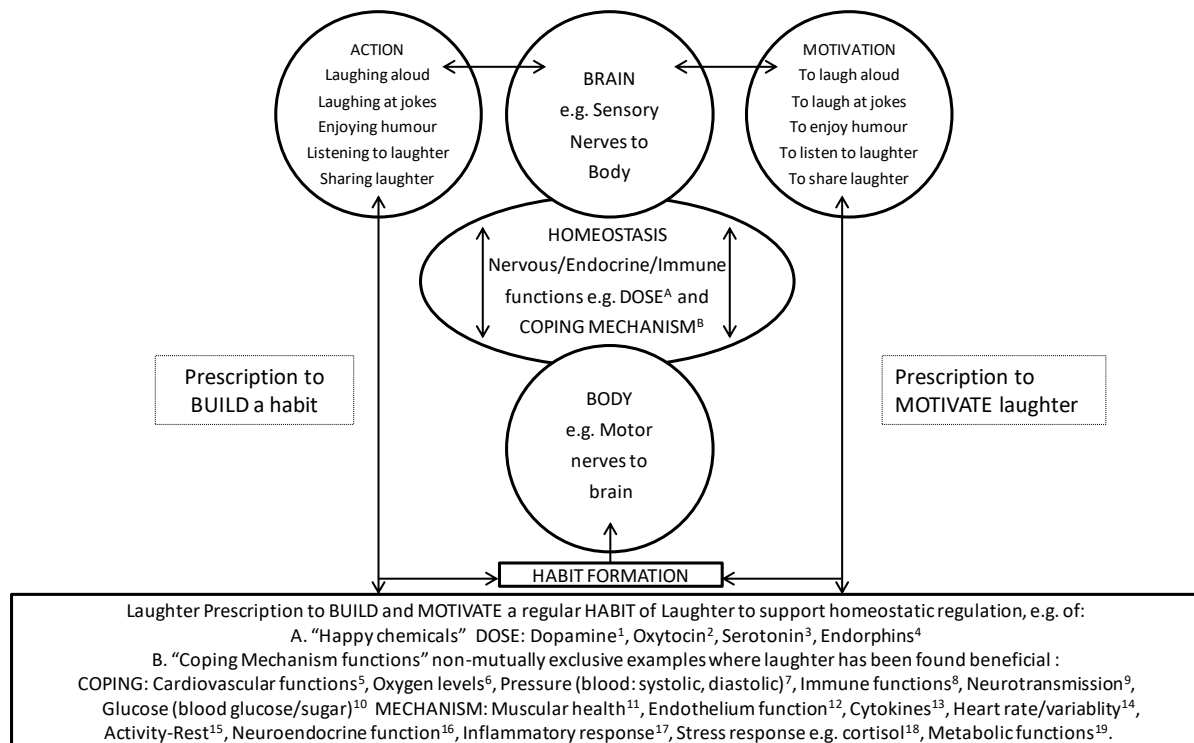 ACTION
Laughing aloud
Laughing at jokes
Enjoying humour
Listening to laughter
Sharing laughter
BRAIN
e.g. Sensory
Nerves to
Body
MOTIVATION
To laugh aloud
To laugh at jokes
To enjoy humour
To listen to laughter
To share laughter
HOMEOSTASIS
Nervous/Endocrine/Immune
functions e.g. DOSEᴬ and
COPING MECHANISMᴮ
Prescription to
BUILD a habit
BODY
e.g. Motor
nerves to
brain
Prescription to
MOTIVATE laughter
HABIT FORMATION
Laughter Prescription to BUILD and MOTIVATE a regular HABIT of Laughter to support homeostatic regulation, e.g. of:
A. “Happy chemicals” DOSE: Dopamine¹, Oxytocin², Serotonin³, Endorphins⁴
B. “Coping Mechanism functions” non-mutually exclusive examples where laughter has been found beneficial :
COPING: Cardiovascular functions⁵, Oxygen levels⁶, Pressure (blood: systolic, diastolic)⁷, Immune functions⁸, Neurotransmission⁹,
Glucose (blood glucose/sugar)¹⁰ MECHANISM: Muscular health¹¹, Endothelium function¹², Cytokines¹³, Heart rate/variablity¹⁴,
Activity-Rest¹⁵, Neuroendocrine function¹⁶, Inflammatory response¹⁷, Stress response e.g. cortisol¹⁸, Metabolic functions¹⁹.